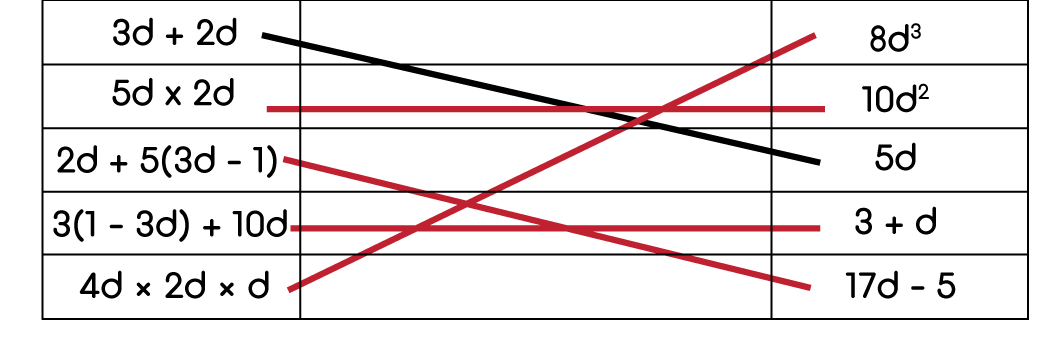 3d + 2d 8d³
5d x 2d 10d²
2d + 5(3d - 1) 5d
3(1 - 3d) + 10d 3 + d
4d × 2d × d 17d - 5